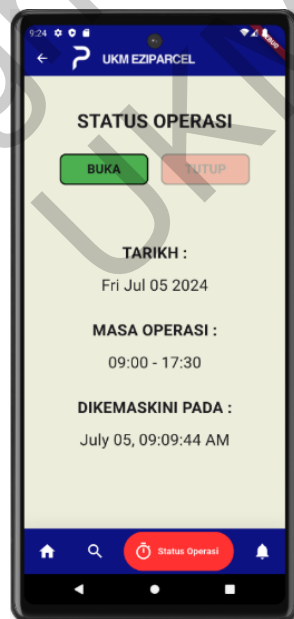 9:24
UKM EZIPARCEL
STATUS OPERASI
BUKA
TUTUP
TARIKH :
Fri Jul 05 2024
MASA OPERASI :
09:00 - 17:30
DIKEMASKINI PADA :
July 05, 09:09:44 AM
Status Operasi
UKM